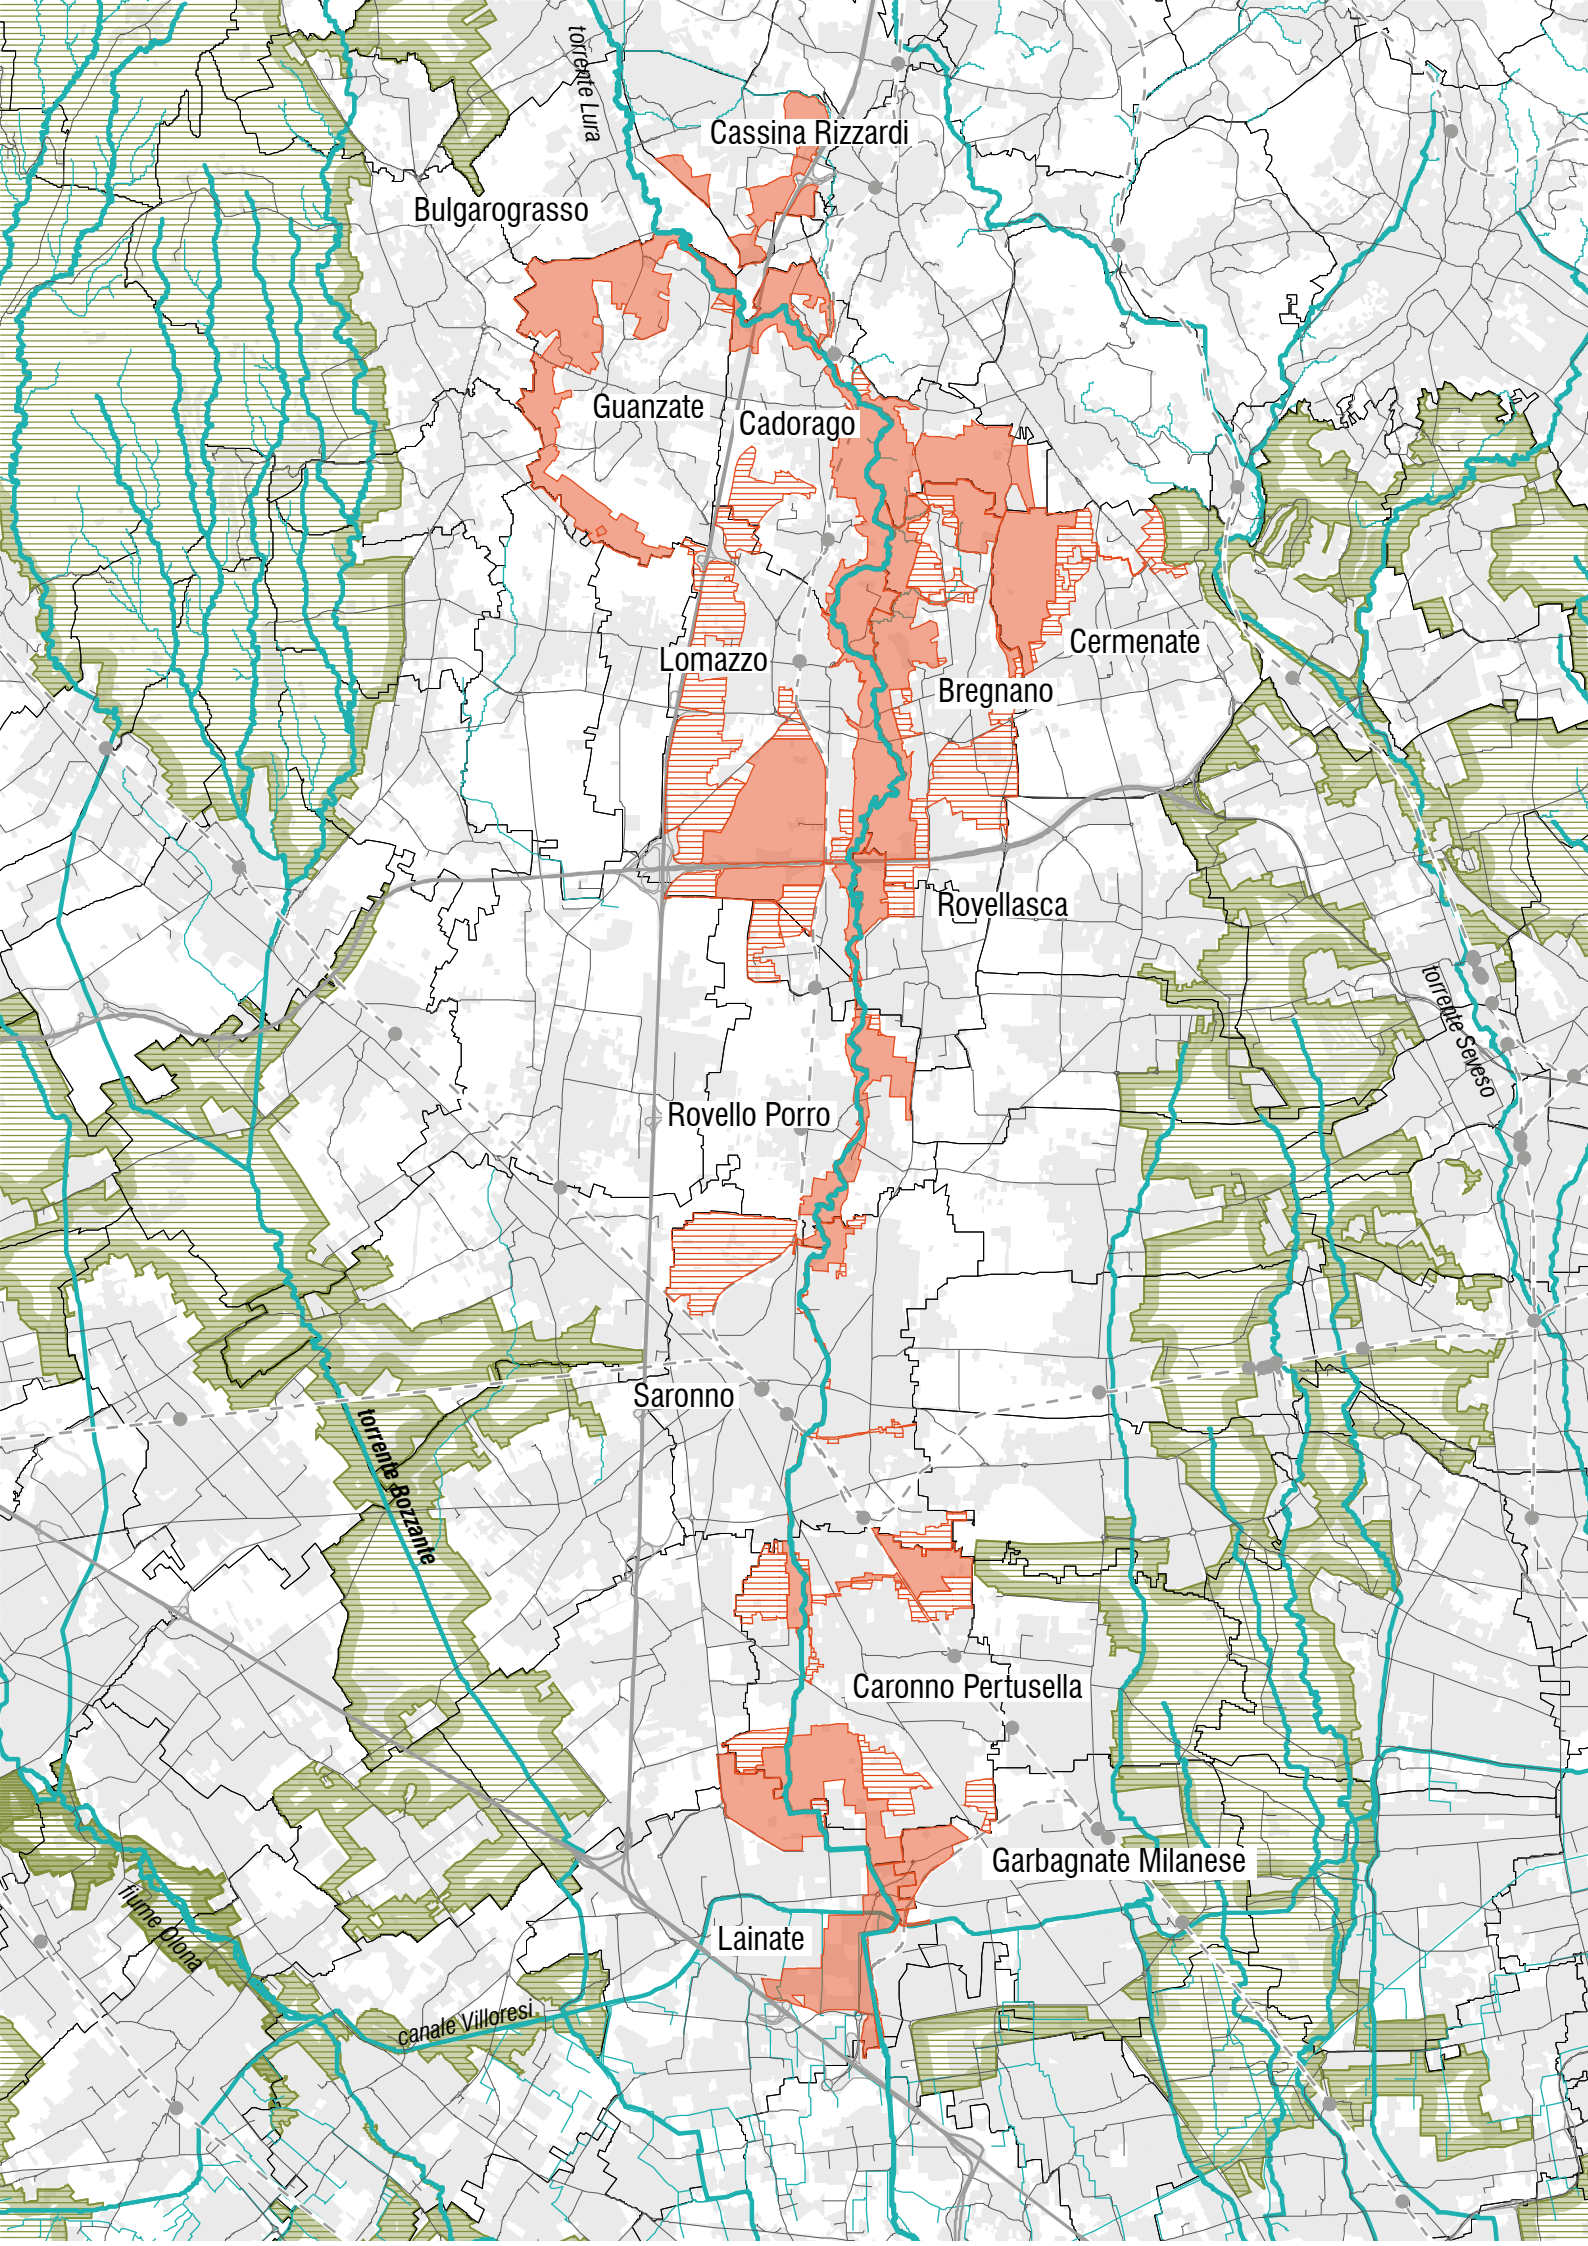 torrente Lura
Cassina Rizzardi
Bulgarograsso
Guanzate
Cadorago
Cermenate
Lomazzo
Bregnano
Rovellasca
torrente Seveso
Rovello Porro
Saronno
torrente Bozzante
Caronno Pertusella
Garbagnate Milanese
fiume Olona
Lainate
canale Villoresi